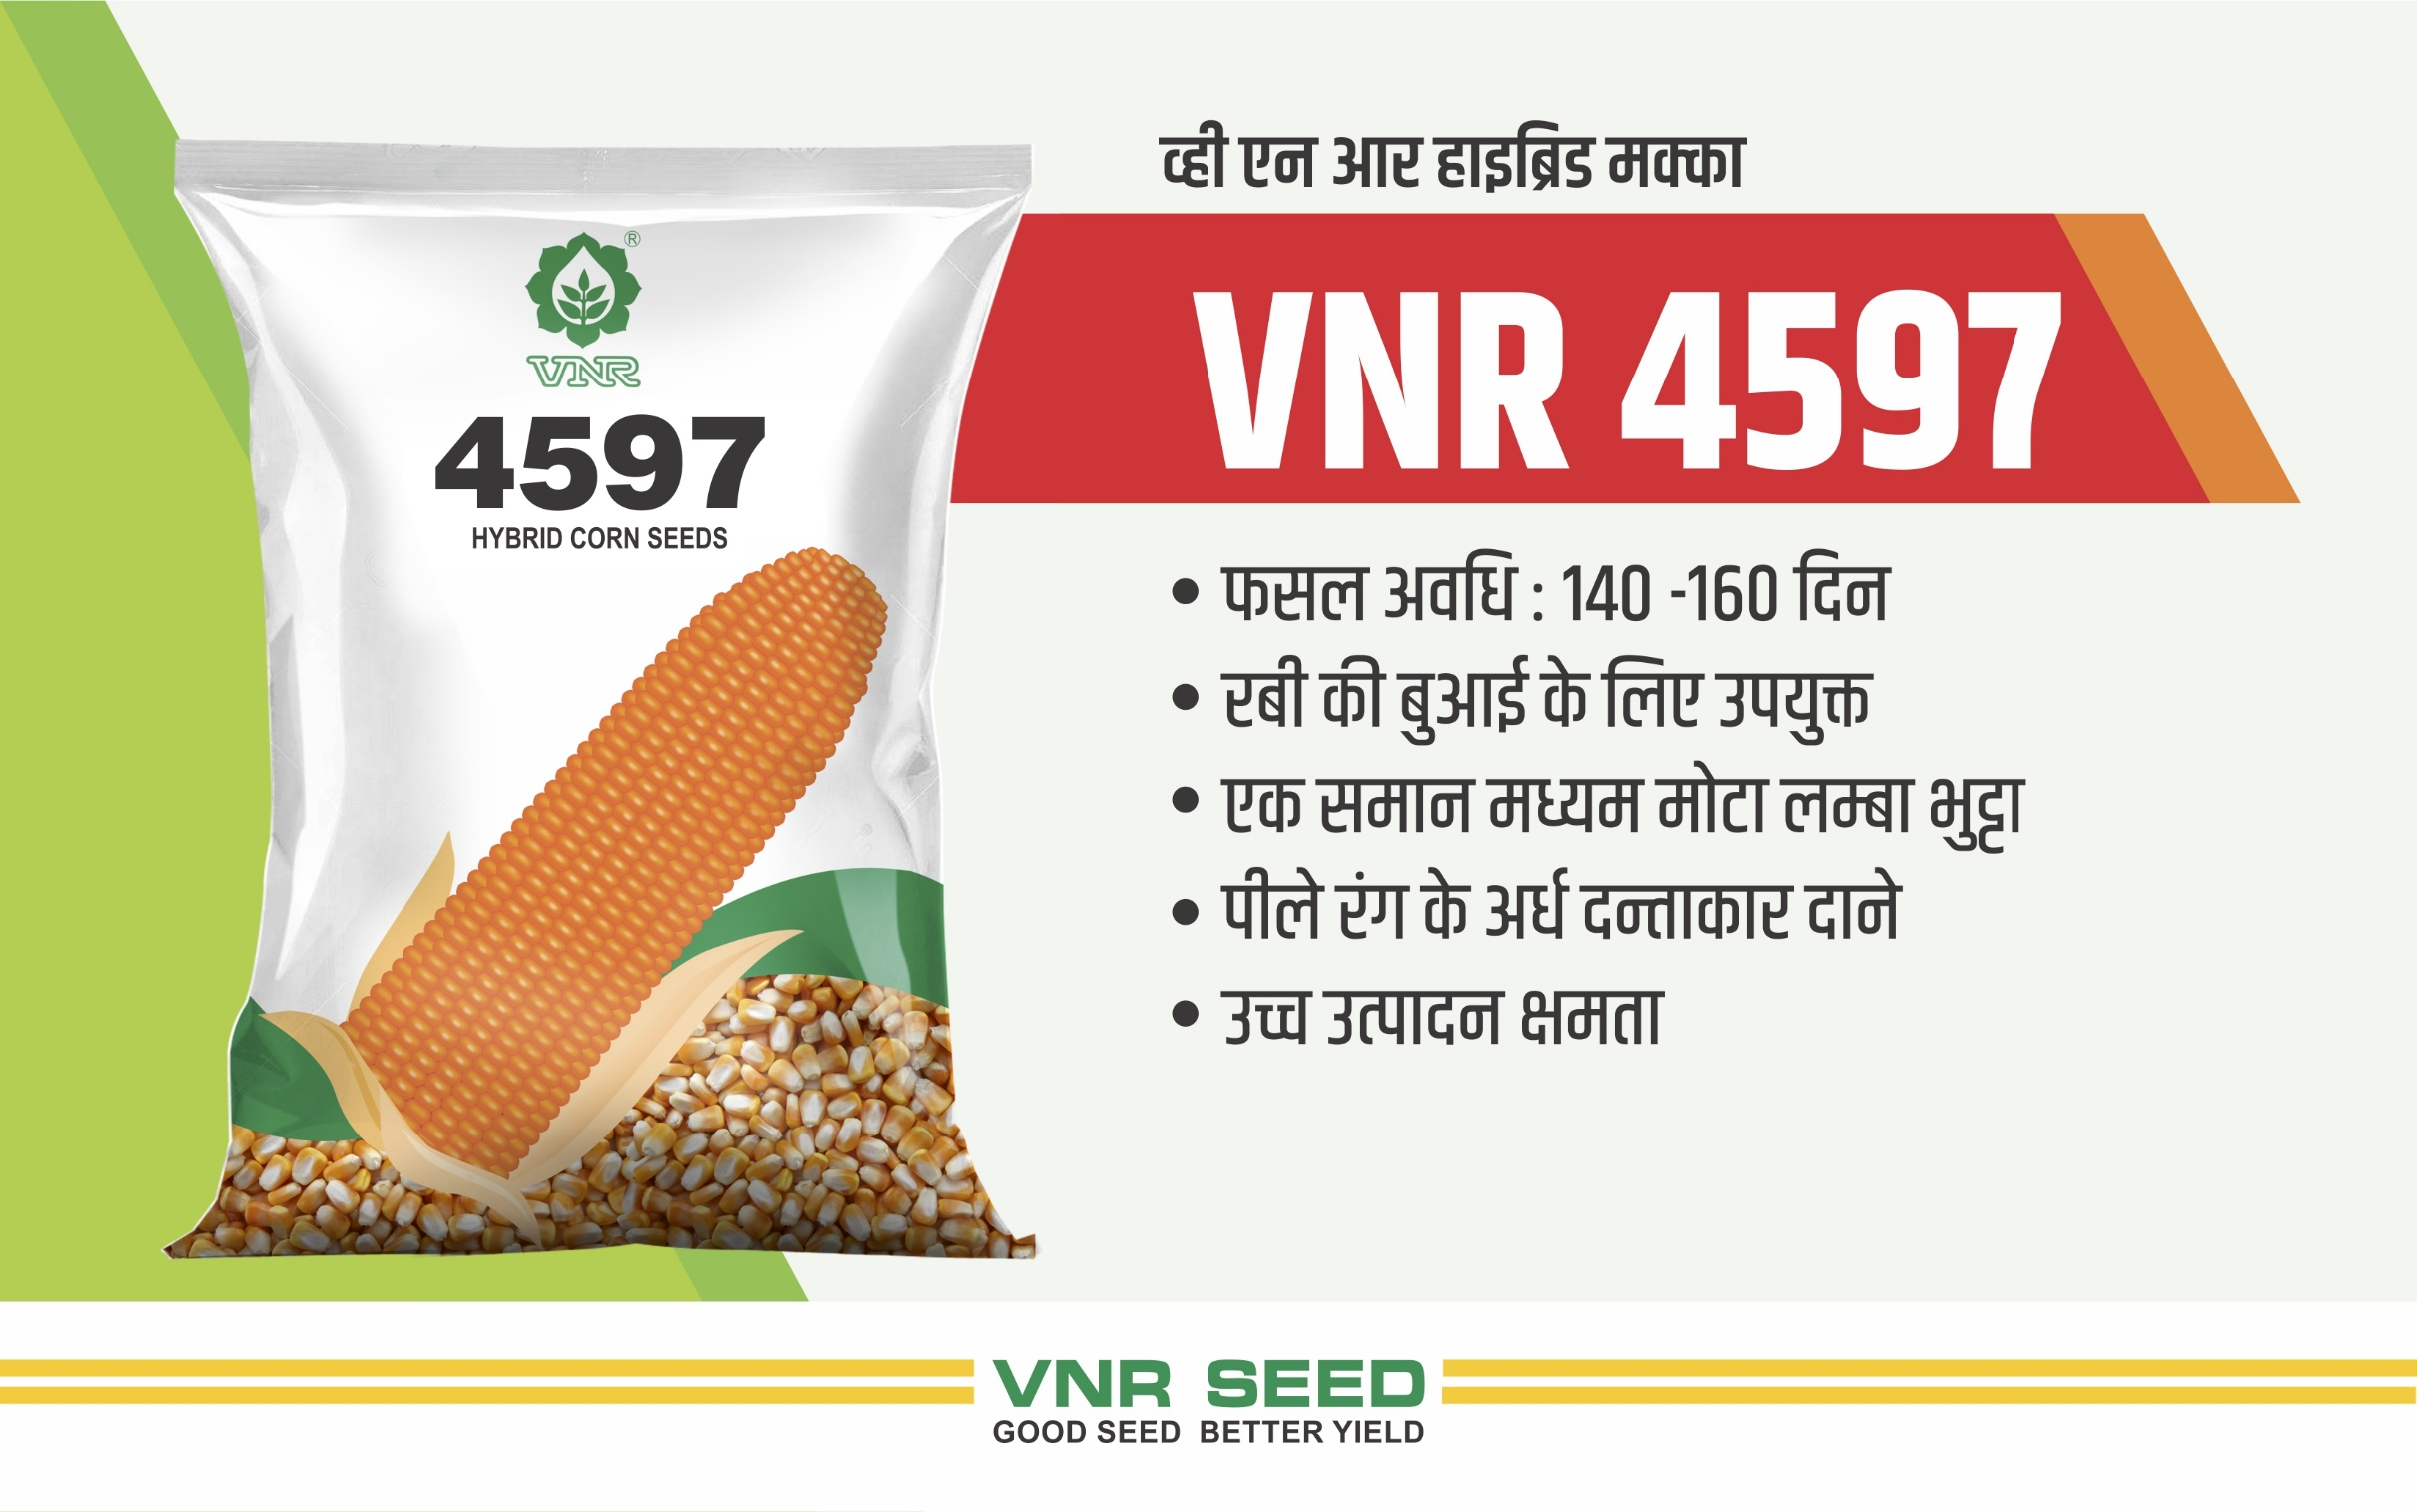 ®
VNR
4597
HYBRID CORN SEEDS
व्ही एन आर हाइब्रिड मक्का
VNR 4597
• फसल अवधि : 140 -160 दिन
• रबी की बुआई के लिए उपयुक्त
• एक समान मध्यम मोटा लम्बा भुट्टा
• पीले रंग के अर्ध दन्ताकार दाने
• उच्च उत्पादन क्षमता
VNR SEED
GOOD SEED BETTER YIELD